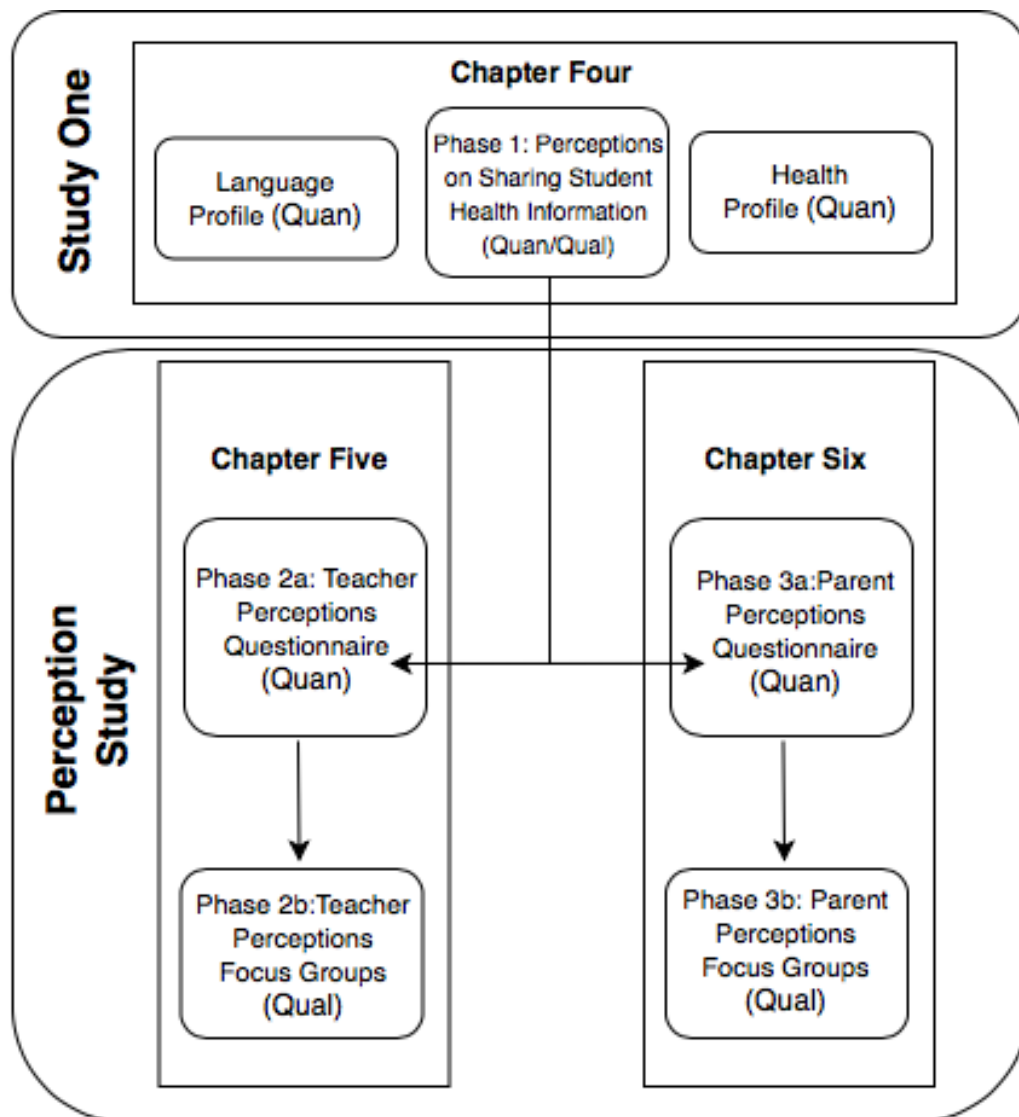 Study One
Chapter Four
Language
Profile (Quan)
Phase 1: Perceptions
on Sharing Student
Health Information
(Quan/Qual)
Health
Profile (Quan)
Perception
Study
Chapter Five
Phase 2a: Teacher
Perceptions
Questionnaire
(Quan)
Phase 2b:Teacher
Perceptions
Focus Groups
(Qual)
Chapter Six
Phase 3a:Parent
Perceptions
Questionnaire
(Quan)
Phase 3b: Parent
Perceptions
Focus Groups
(Qual)